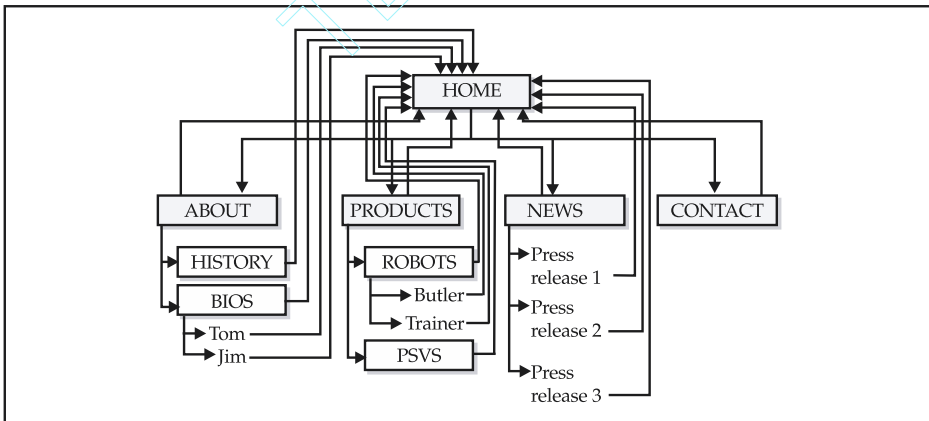 HOME
ABOUT
PRODUCTS
NEWS
CONTACT
HISTORY
BIOS
Tom
Jim
ROBOTS
Butler
Trainer
PSVS
Press
release 1
Press
release 2
Press
release 3